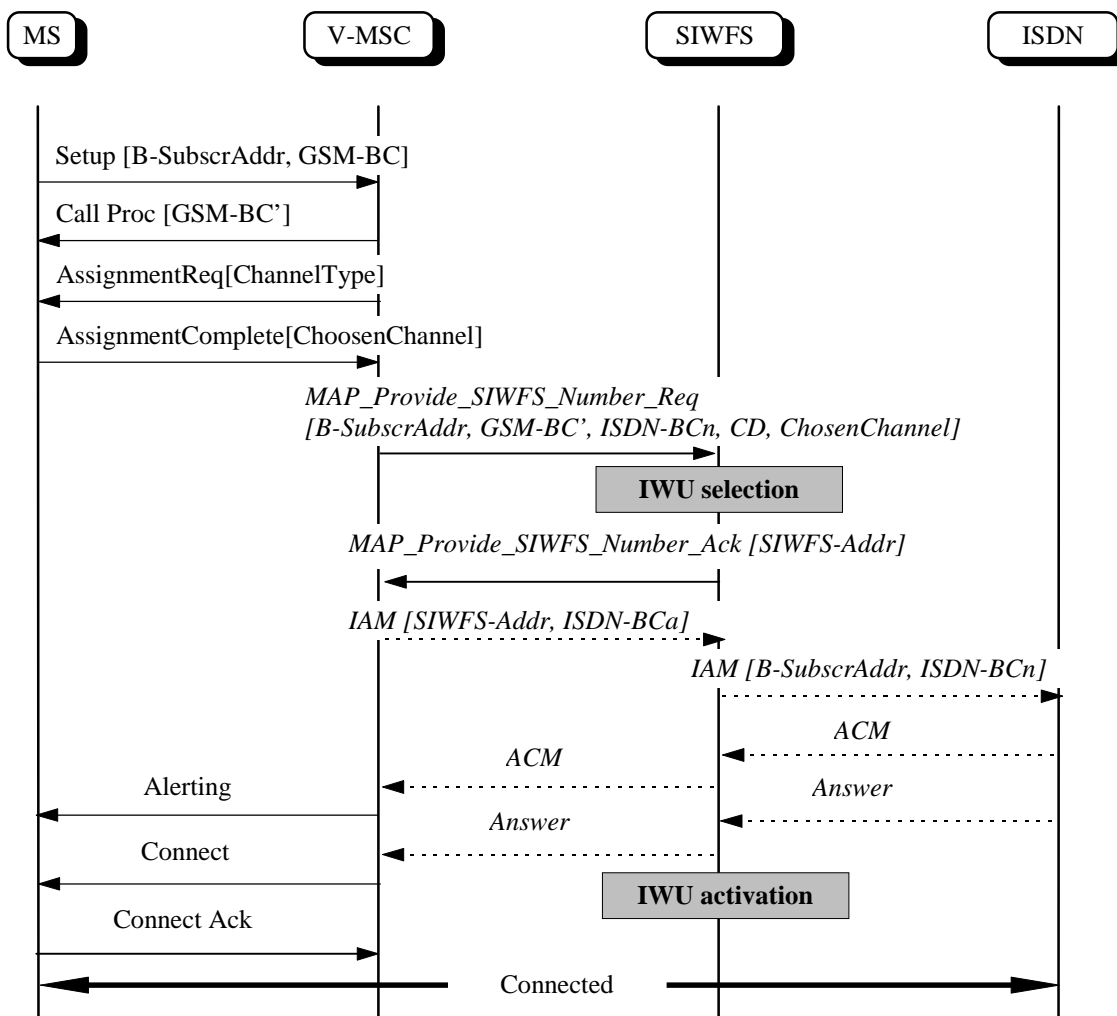 MS
V-MSC
SIWFS
ISDN
Setup [B-SubscrAddr, GSM-BC]
Call Proc [GSM-BC’]
AssignmentReq[ChannelType]
AssignmentComplete[ChoosenChannel]
MAP_Provide_SIWFS_Number_Req
[B-SubscrAddr, GSM-BC’, ISDN-BCn, CD, ChosenChannel]
IWU selection
MAP_Provide_SIWFS_Number_Ack [SIWFS-Addr]
IAM [SIWFS-Addr, ISDN-BCa]
IAM [B-SubscrAddr, ISDN-BCn]
ACM
ACM
Alerting
Answer
Answer
Connect
IWU activation
Connect Ack
Connected